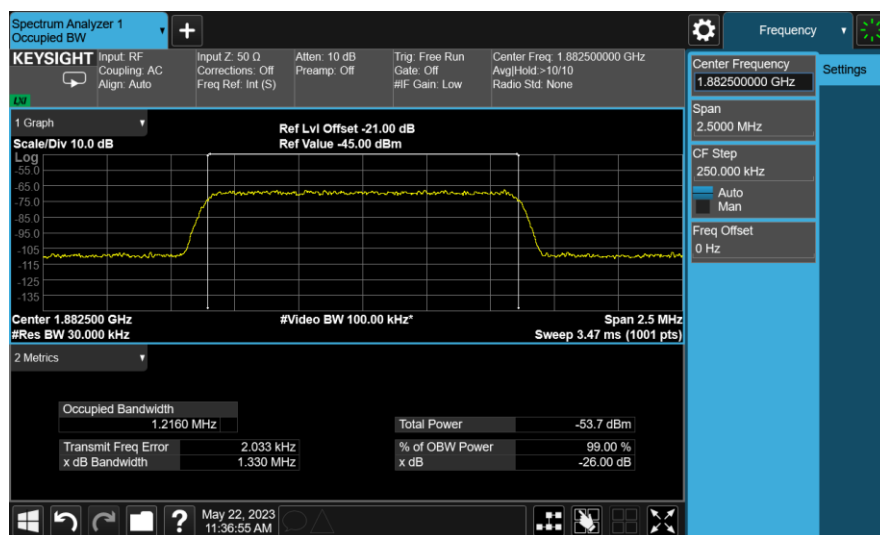 Spectrum Analyzer 1
Occupied BW
+
Frequency
KEYSIGHT
Input: RF
Coupling: AC
Align: Auto
Input Z: 50 Ω
Corrections: Off
Freq Ref: Int (S)
Atten: 10 dB
Preamp: Off
Trig: Free Run
Gate: Off
#IF Gain: Low
Center Freq: 1.882500000 GHz
Avg|Hold:>10/10
Radio Std: None
LXI
Center Frequency
1.882500000 GHz
Settings
Span
2.5000 MHz
CF Step
250.000 kHz
Auto
Man
Freq Offset
0 Hz
1 Graph
Scale/Div 10.0 dB
Ref Lvl Offset -21.00 dB
Ref Value -45.00 dBm
Log
-55.0
-65.0
-75.0
-85.0
-95.0
-105
-115
-125
-135
Center 1.882500 GHz
#Video BW 100.00 kHz*
Span 2.5 MHz
#Res BW 30.000 kHz
Sweep 3.47 ms (1001 pts)
2 Metrics
Occupied Bandwidth
1.2160 MHz
Total Power -53.7 dBm
Transmit Freq Error 2.033 kHz
% of OBW Power 99.00 %
x dB Bandwidth 1.330 MHz
x dB -26.00 dB
?
May 22, 2023
11:36:55 AM